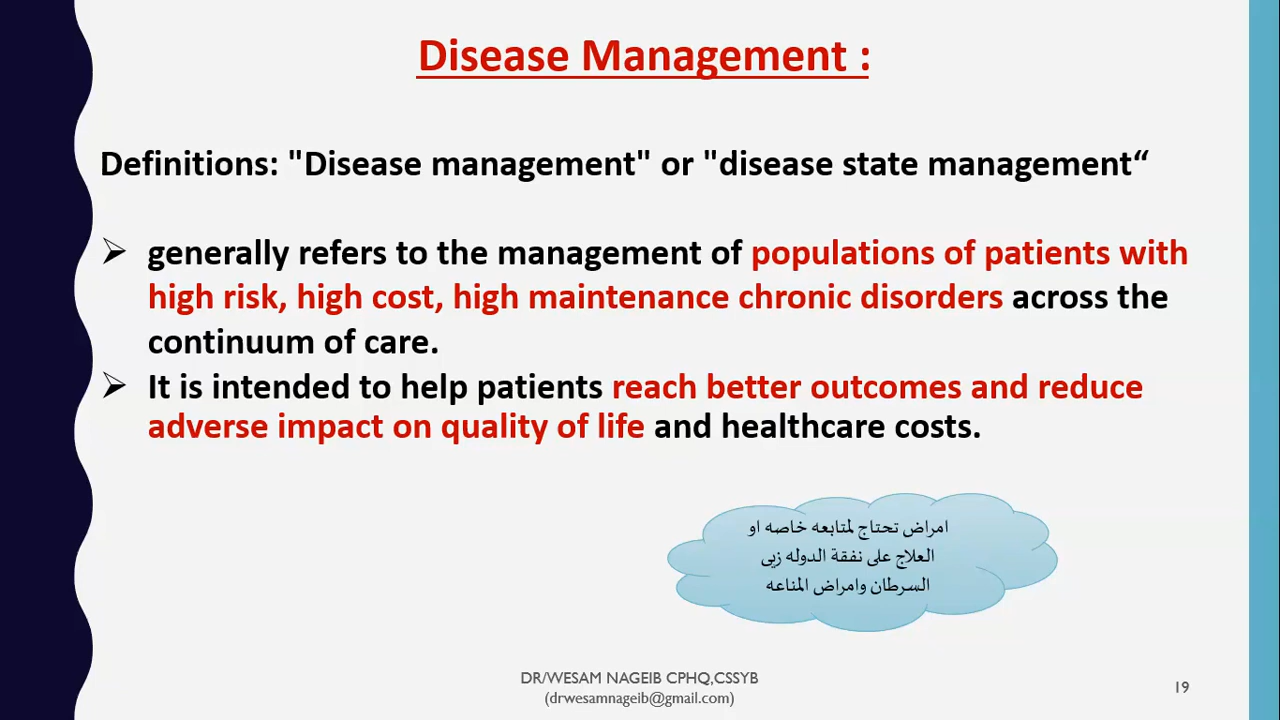 Disease Management :
Definitions: "Disease management" or "disease state management“
➢ generally refers to the management of populations of patients with
high risk, high cost, high maintenance chronic disorders across the
continuum of care.
➢ It is intended to help patients reach better outcomes and reduce
adverse impact on quality of life and healthcare costs.
امراض تحتاج لمتابعه خاصه او
العلاج على نفقة الدوله زيى
السرطان وامراض المناعه
DR/WESAM NAGEIB CPHQ,CSSYB
(drwesamnageib@gmail.com)
19